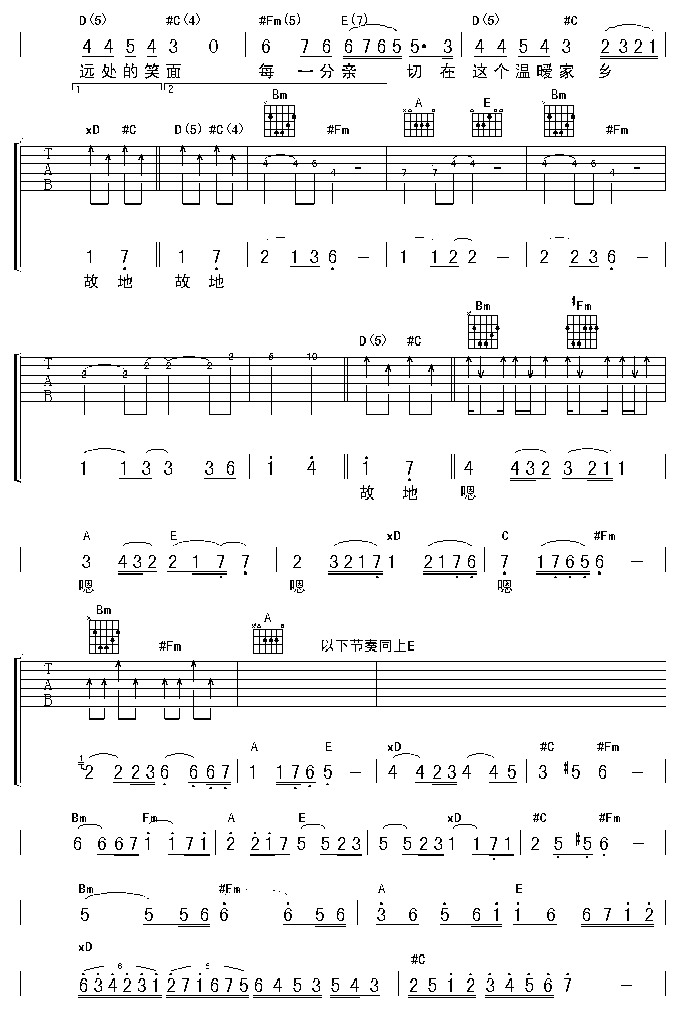 D(5) #C(4) #Fm(5) E(7) D(5) #C
4 4 5 4 3 0 6 7 6 6 7 6 5 5· 3 4 4 5 4 3 2 3 2 1
远处的笑面 每一分亲 切在这个温暖家乡
1 2
Bm A E Bm
xD #C D(5) #C(4) #Fm #Fm
T
A
B
4 4 6 4 - 7 7 4 4 - 4 4 6 4 -
1 7 1 7 2 1 3 6 - 1 1 2 2 - 2 2 3 6 -
故地 故地
Bm #Fm
D(5) #C
T
A
B
2 2 2 2 2 3 5 10
1 1 3 3 3 6 1 4 1 7 4 4 3 2 3 2 1 1
故地 嗯
A E xD C #Fm
3 4 3 2 2 1 7 7 2 3 2 1 7 1 2 1 7 6 7 1 7 6 5 6 -
嗯 嗯 嗯
Bm A
#Fm 以下节奏同上E
T
A
B
A E xD #C #Fm
2 2 2 3 6 6 6 7 1 1 7 6 5 - 4 4 2 3 4 4 5 3 #5 6 -
Bm Fm A E xD #C #Fm
6 6 6 7 1 1 7 1 2 2 1 7 5 5 2 3 5 5 2 3 1 1 7 1 2 5 #5 6 -
Bm #Fm A E
5 5 5 6 6 6 5 6 3 6 5 6 1 1 6 6 7 1 2
xD #C
6 5
6 3 4 2 3 1 2 7 1 6 7 5 6 4 5 3 5 4 3 2 5 1 2 3 4 5 6 7 -